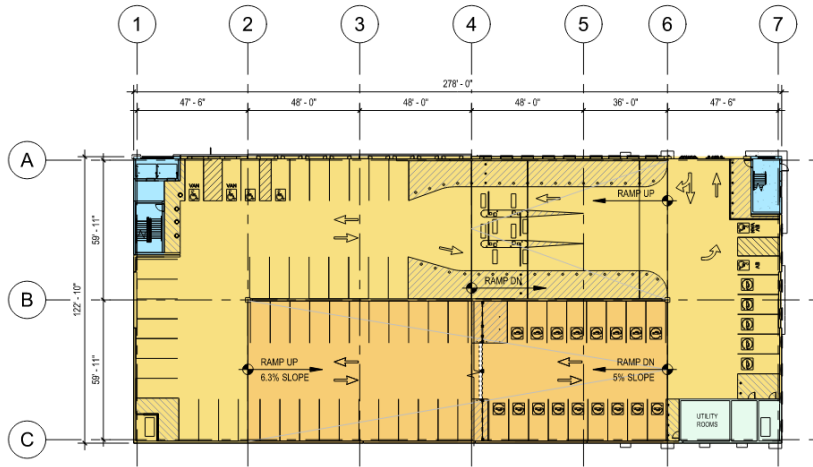 1 2 3 4 5 6 7
278' - 0"
47' - 6" 48' - 0" 48' - 0" 48' - 0" 36' - 0" 47' - 6"
A
VAN VAN
RAMP UP
59' - 11"
B
RAMP DN
122' - 10"
59' - 11"
RAMP UP
6.3% SLOPE
RAMP DN
5% SLOPE
UTILITY
ROOMS
C